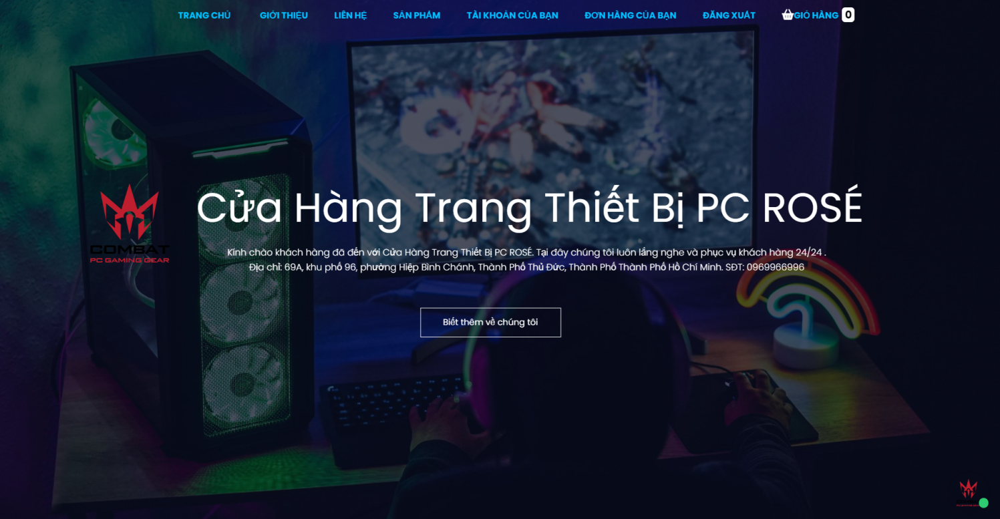 TRANG CHỦ GIỚI THIỆU LIÊN HỆ SẢN PHẨM TÀI KHOẢN CỦA BẠN ĐƠN HÀNG CỦA BẠN ĐĂNG XUẤT GIỎ HÀNG 0
Cửa Hàng Trang Thiết Bị PC ROSÉ
COMBAT
PC GAMING GEAR
Kính chào khách hàng đã đến với Cửa Hàng Trang Thiết Bị PC ROSÉ. Tại đây chúng tôi luôn lắng nghe và phục vụ khách hàng 24/24 .
Địa chỉ: 69A, khu phố 96, phường Hiệp Bình Chánh, Thành Phố Thủ Đức, Thành Phố Thành Phố Hồ Chí Minh. SĐT: 0969966996
Biết thêm về chúng tôi